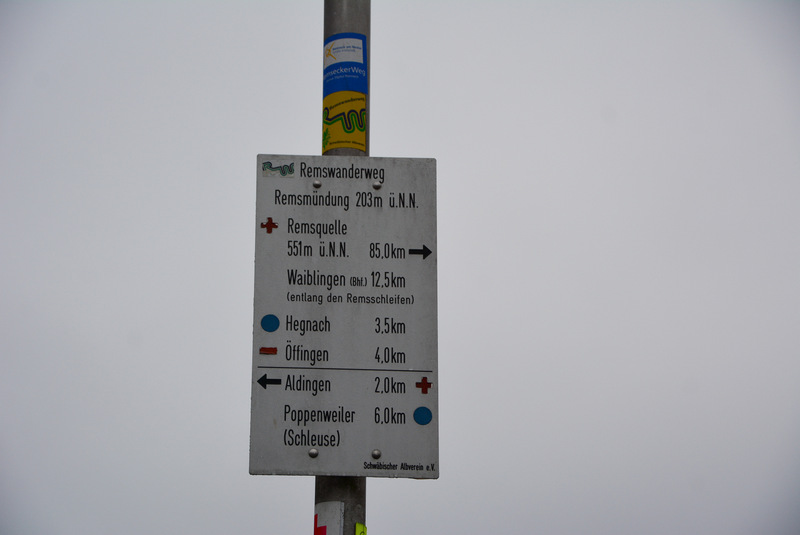 Remswanderweg
Remswanderweg
Remsmündung 203m ü.N.N.
Remsquelle
551m ü.N.N. 85,0km
Waiblingen (Bhf.) 12,5km
(entlang den Remsschleifen)
Hegnach 3,5km
Öffingen 4,0km
Aldingen 2,0km
Poppenweiler 6,0km
(Schleuse)
Schwäbischer Albverein e.V.